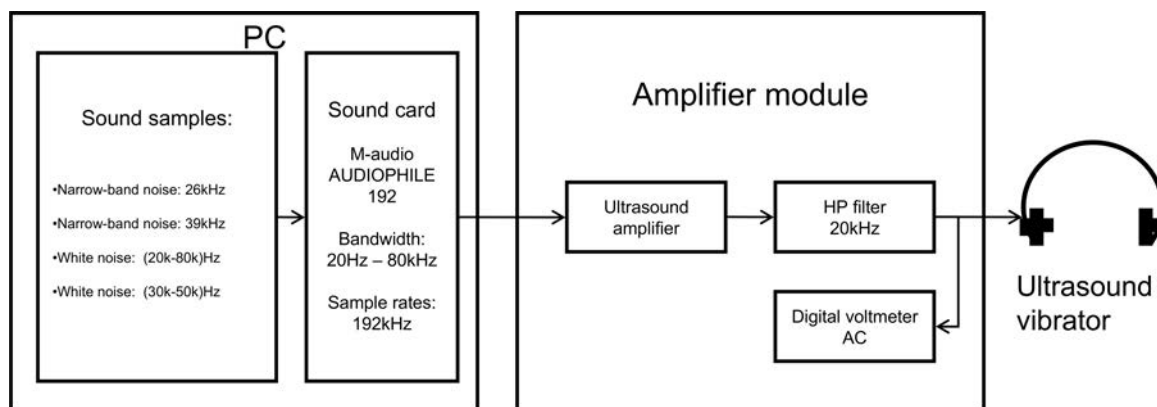 PC
Sound samples:
•Narrow-band noise: 26kHz
•Narrow-band noise: 39kHz
•White noise: (20k-80k)Hz
•White noise: (30k-50k)Hz
Sound card
M-audio
AUDIOPHILE
192
Bandwidth:
20Hz – 80kHz
Sample rates:
192kHz
Amplifier module
Ultrasound
amplifier
HP filter
20kHz
Digital voltmeter
AC
Ultrasound
vibrator